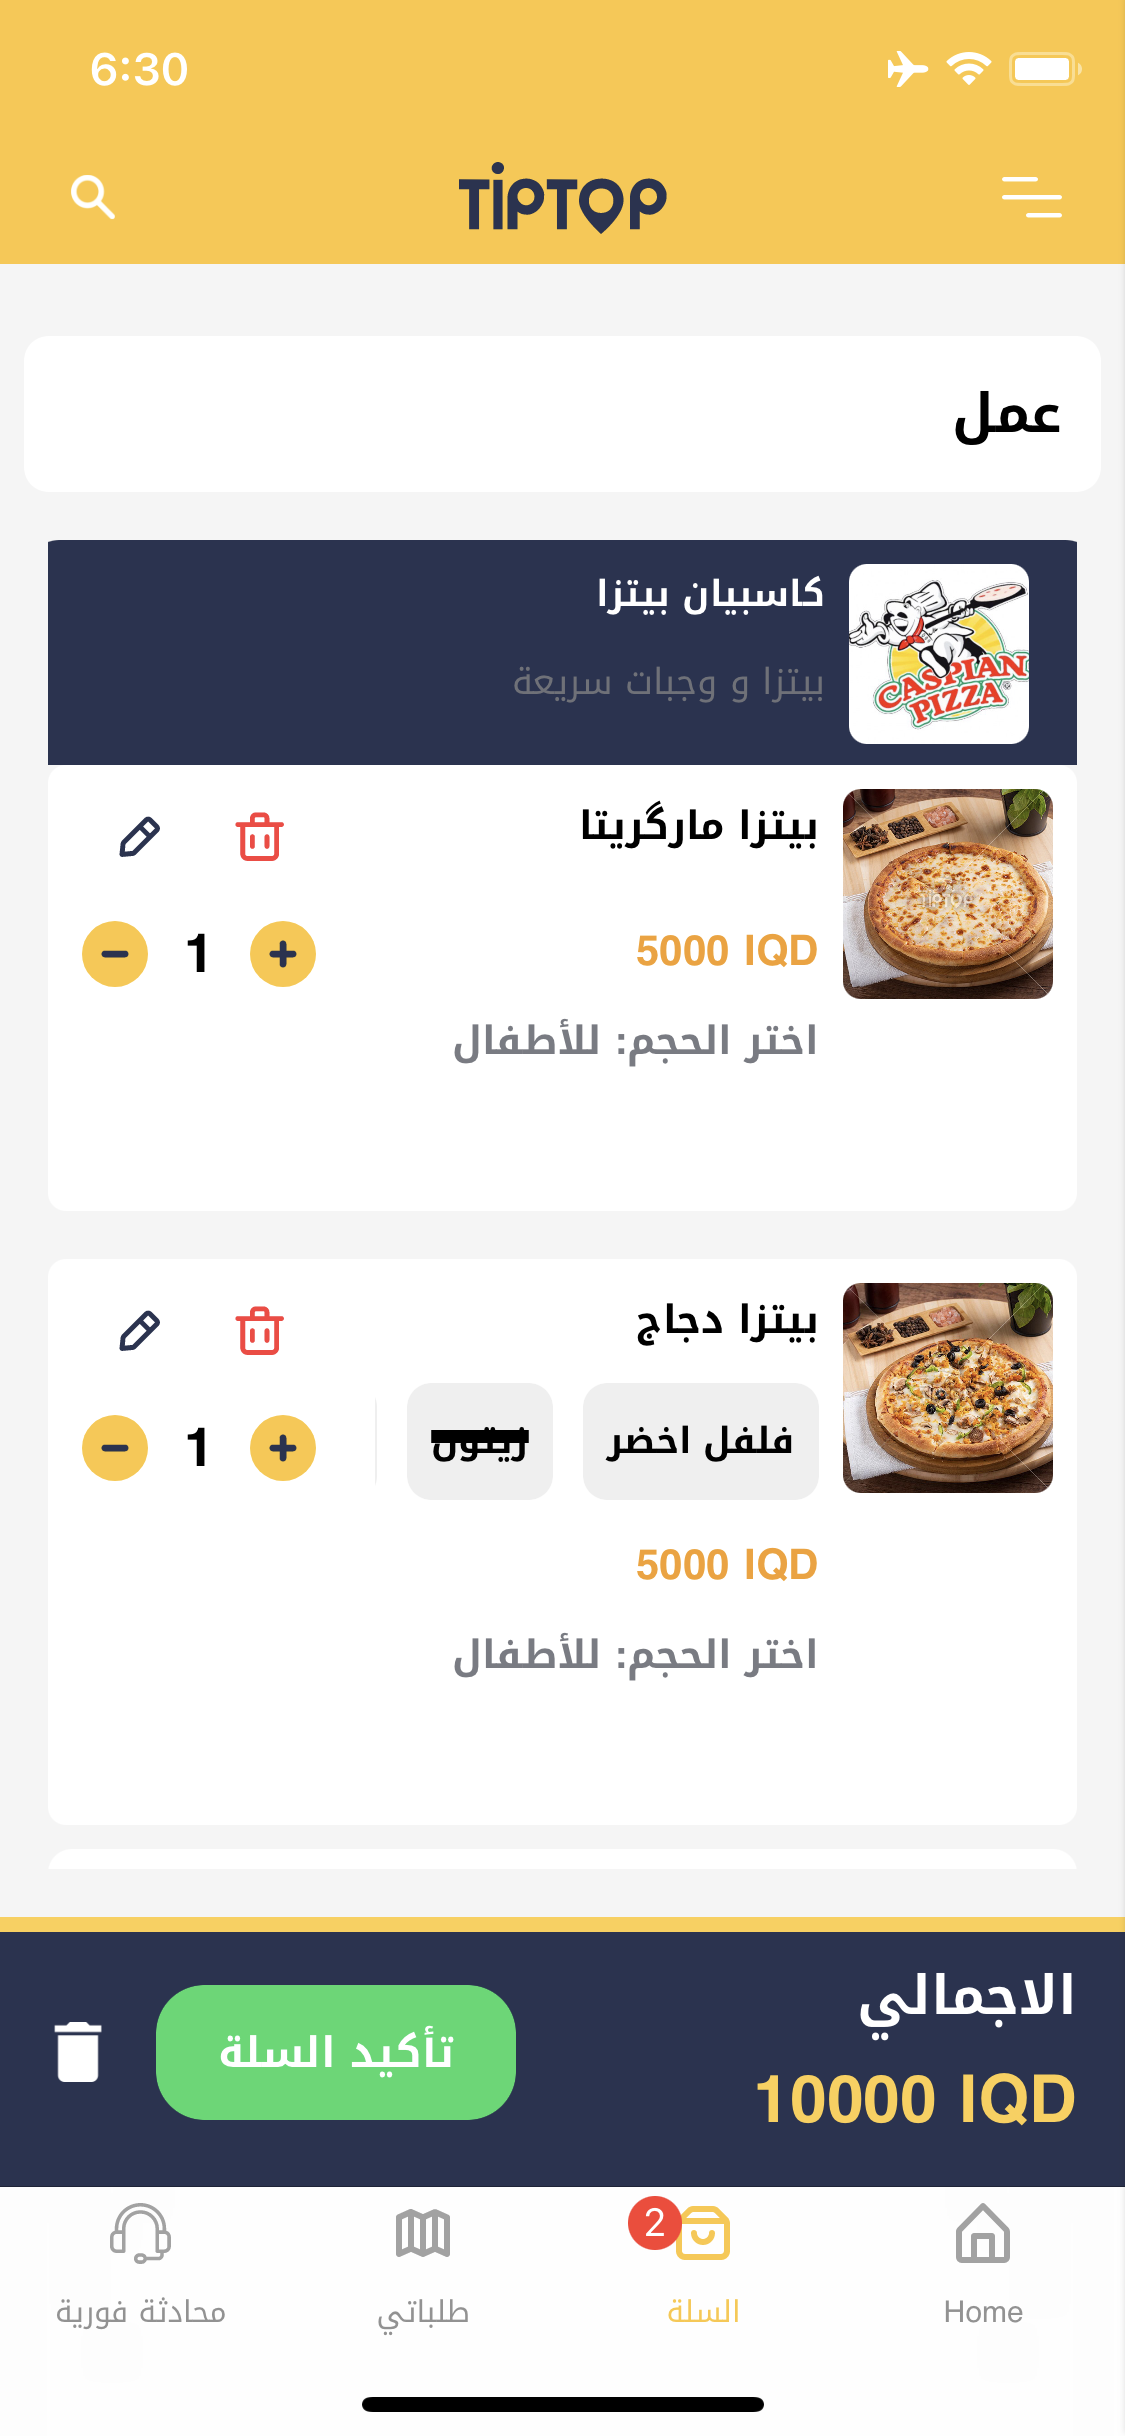 6:30
TiPTOP
عمل
كاسبيان بيتزا
بيتزا و وجبات سريعة
CASPIAN
PIZZA
بيتزا مارگريتا
5000 IQD
1
اختر الحجم: للأطفال
بيتزا دجاج
فلفل اخضر
زيتون
1
5000 IQD
اختر الحجم: للأطفال
الاجمالي
10000 IQD
تأكيد السلة
Home
2
السلة
طلباتي
محادثة فورية